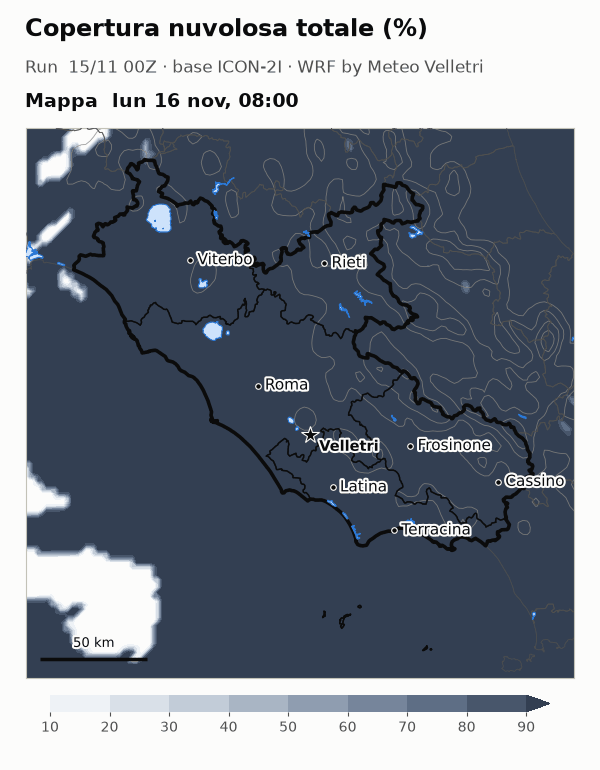 Copertura nuvolosa totale (%)
Run  15/11 00Z · base ICON-2I · WRF by Meteo Velletri
Mappa  lun 16 nov, 08:00
Viterbo
Rieti
Roma
Velletri
Frosinone
Cassino
Latina
Terracina
50 km
10 20 30 40 50 60 70 80 90